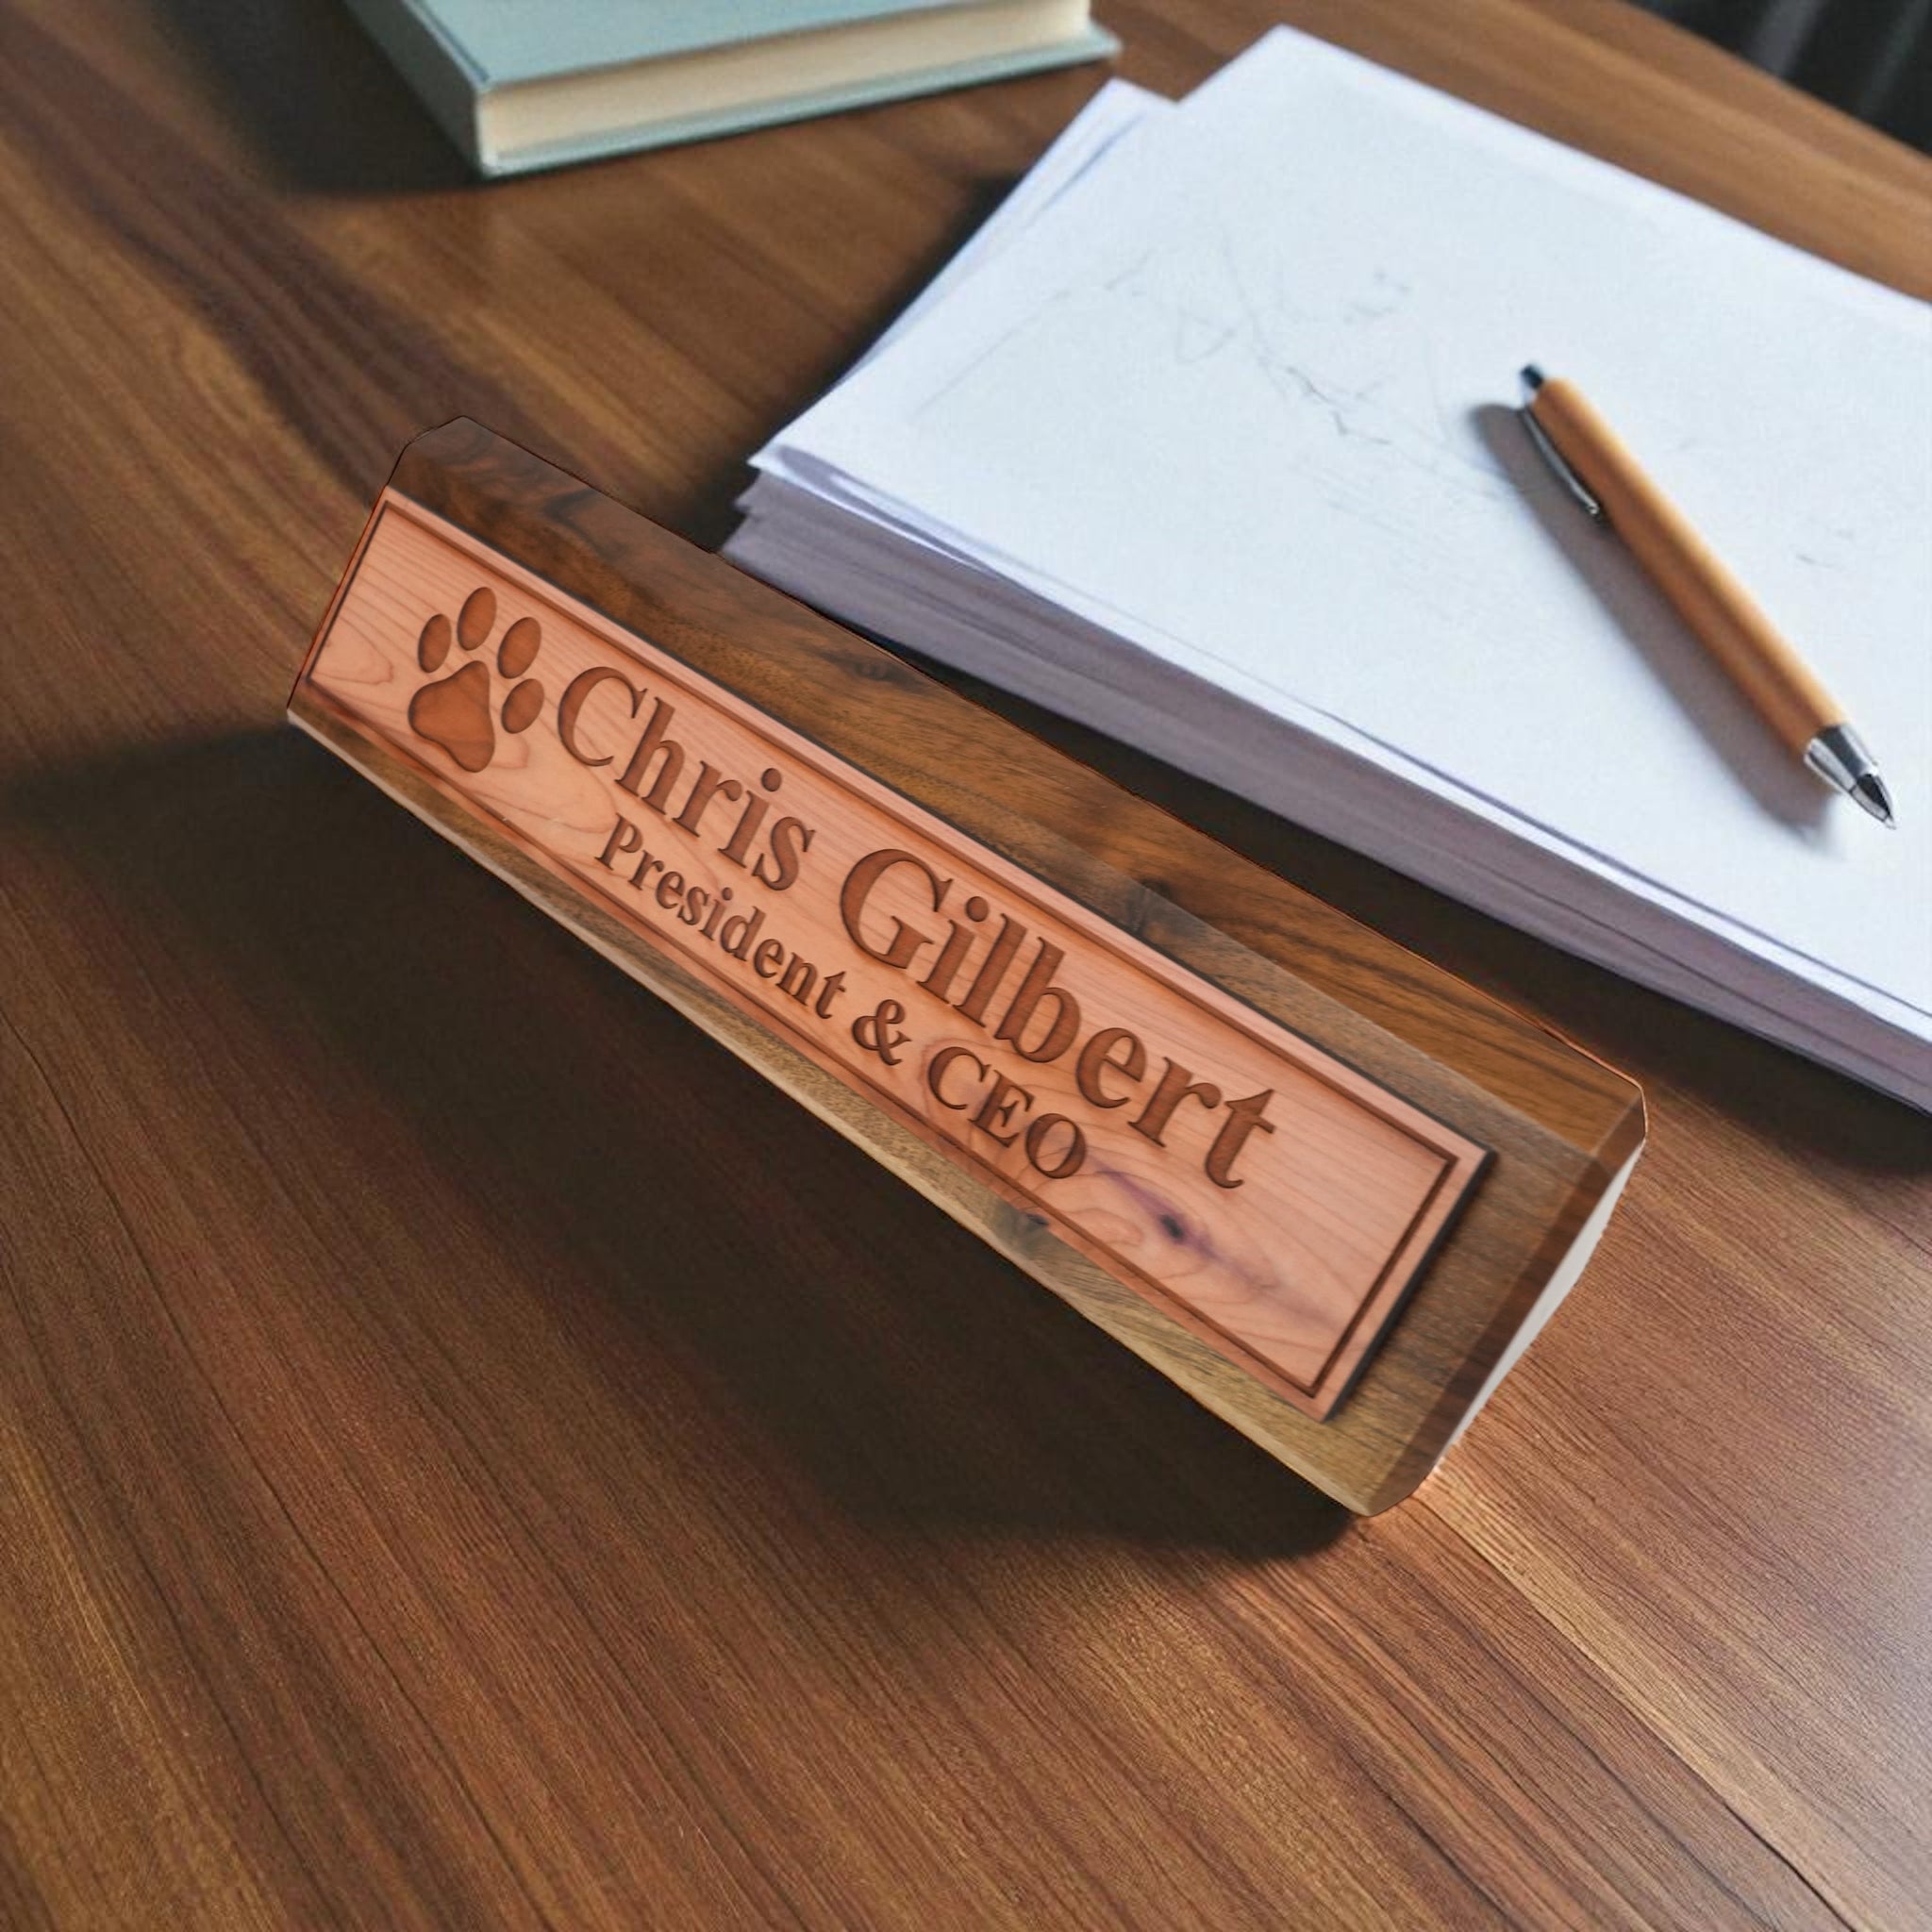 Chris Gilbert
President & CEO